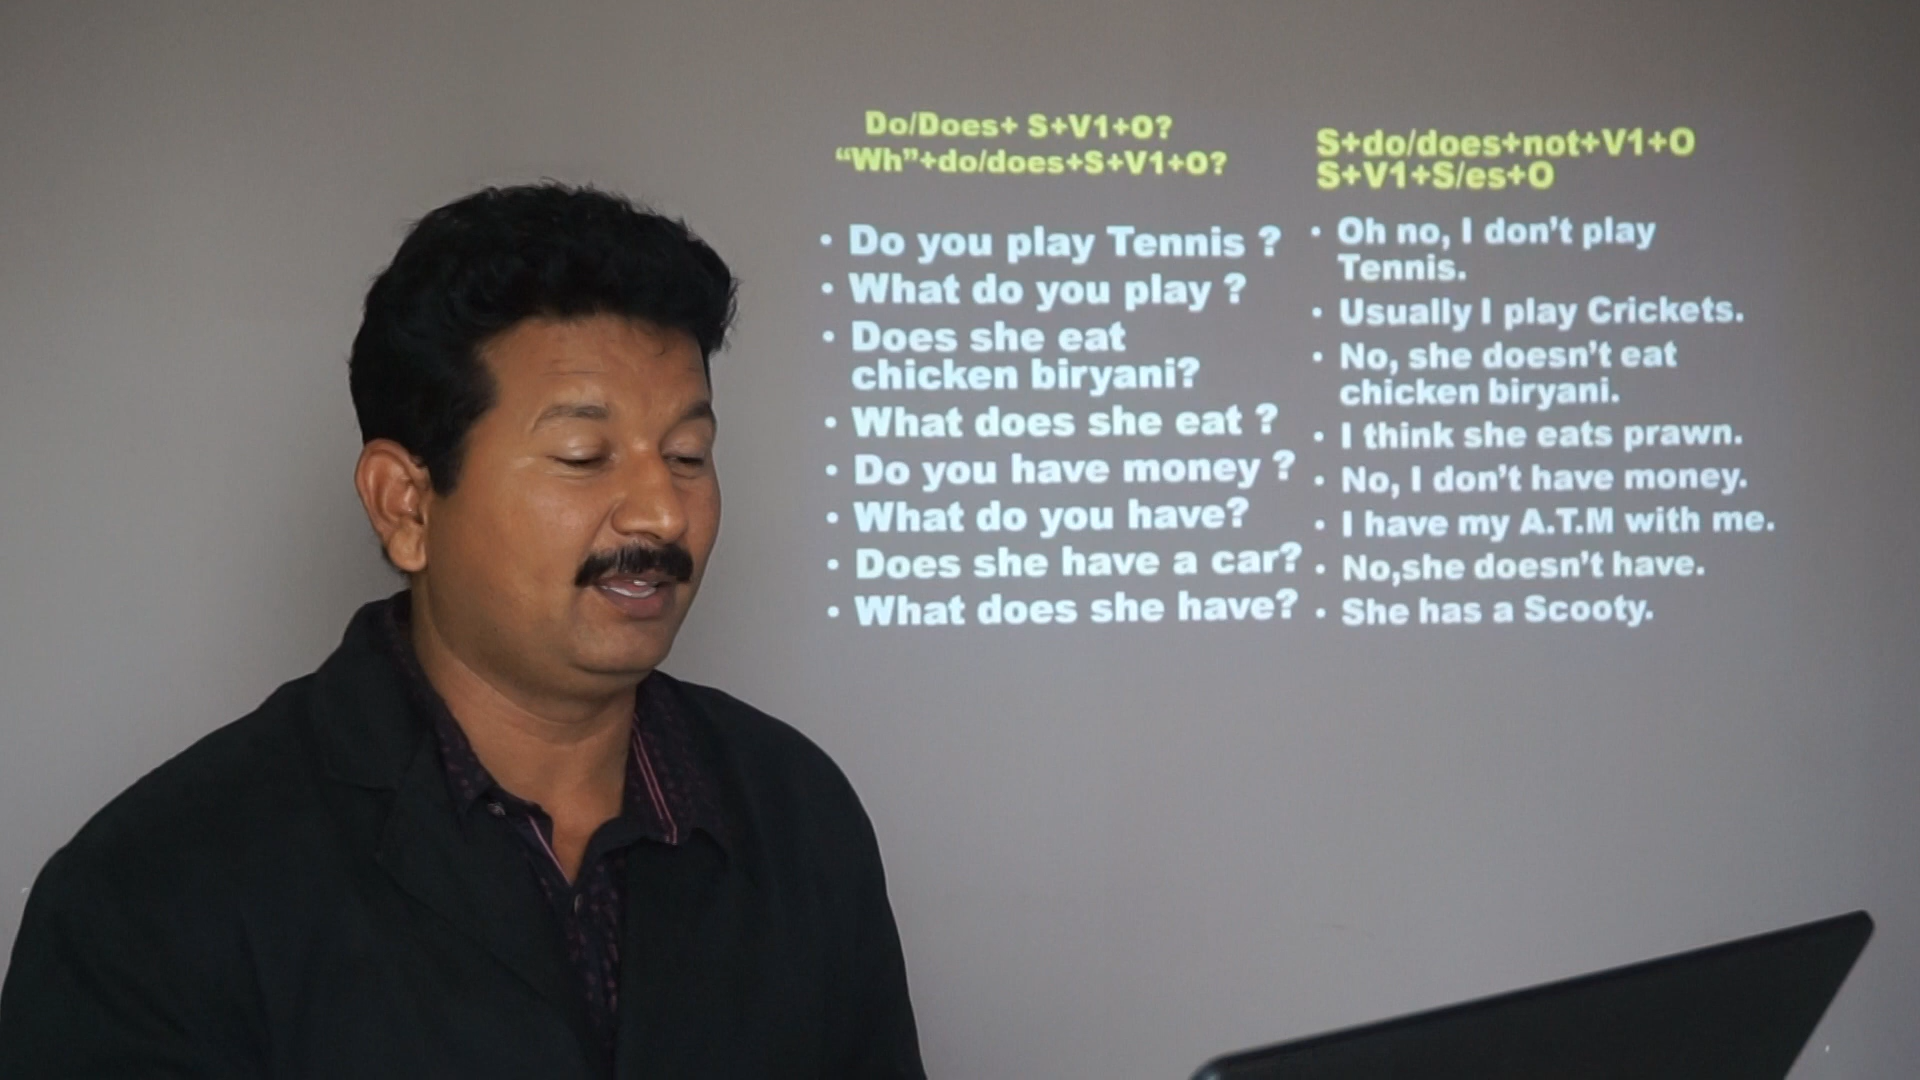 Do/Does+ S+V1+O?
“Wh”+do/does+S+V1+O?
• Do you play Tennis ?
• What do you play ?
• Does she eat
chicken biryani?
• What does she eat ?
• Do you have money ?
• What do you have?
• Does she have a car?
• What does she have?
S+do/does+not+V1+O
S+V1+S/es+O
• Oh no, I don’t play
Tennis.
• Usually I play Crickets.
• No, she doesn’t eat
chicken biryani.
• I think she eats prawn.
• No, I don’t have money.
• I have my A.T.M with me.
• No,she doesn’t have.
• She has a Scooty.